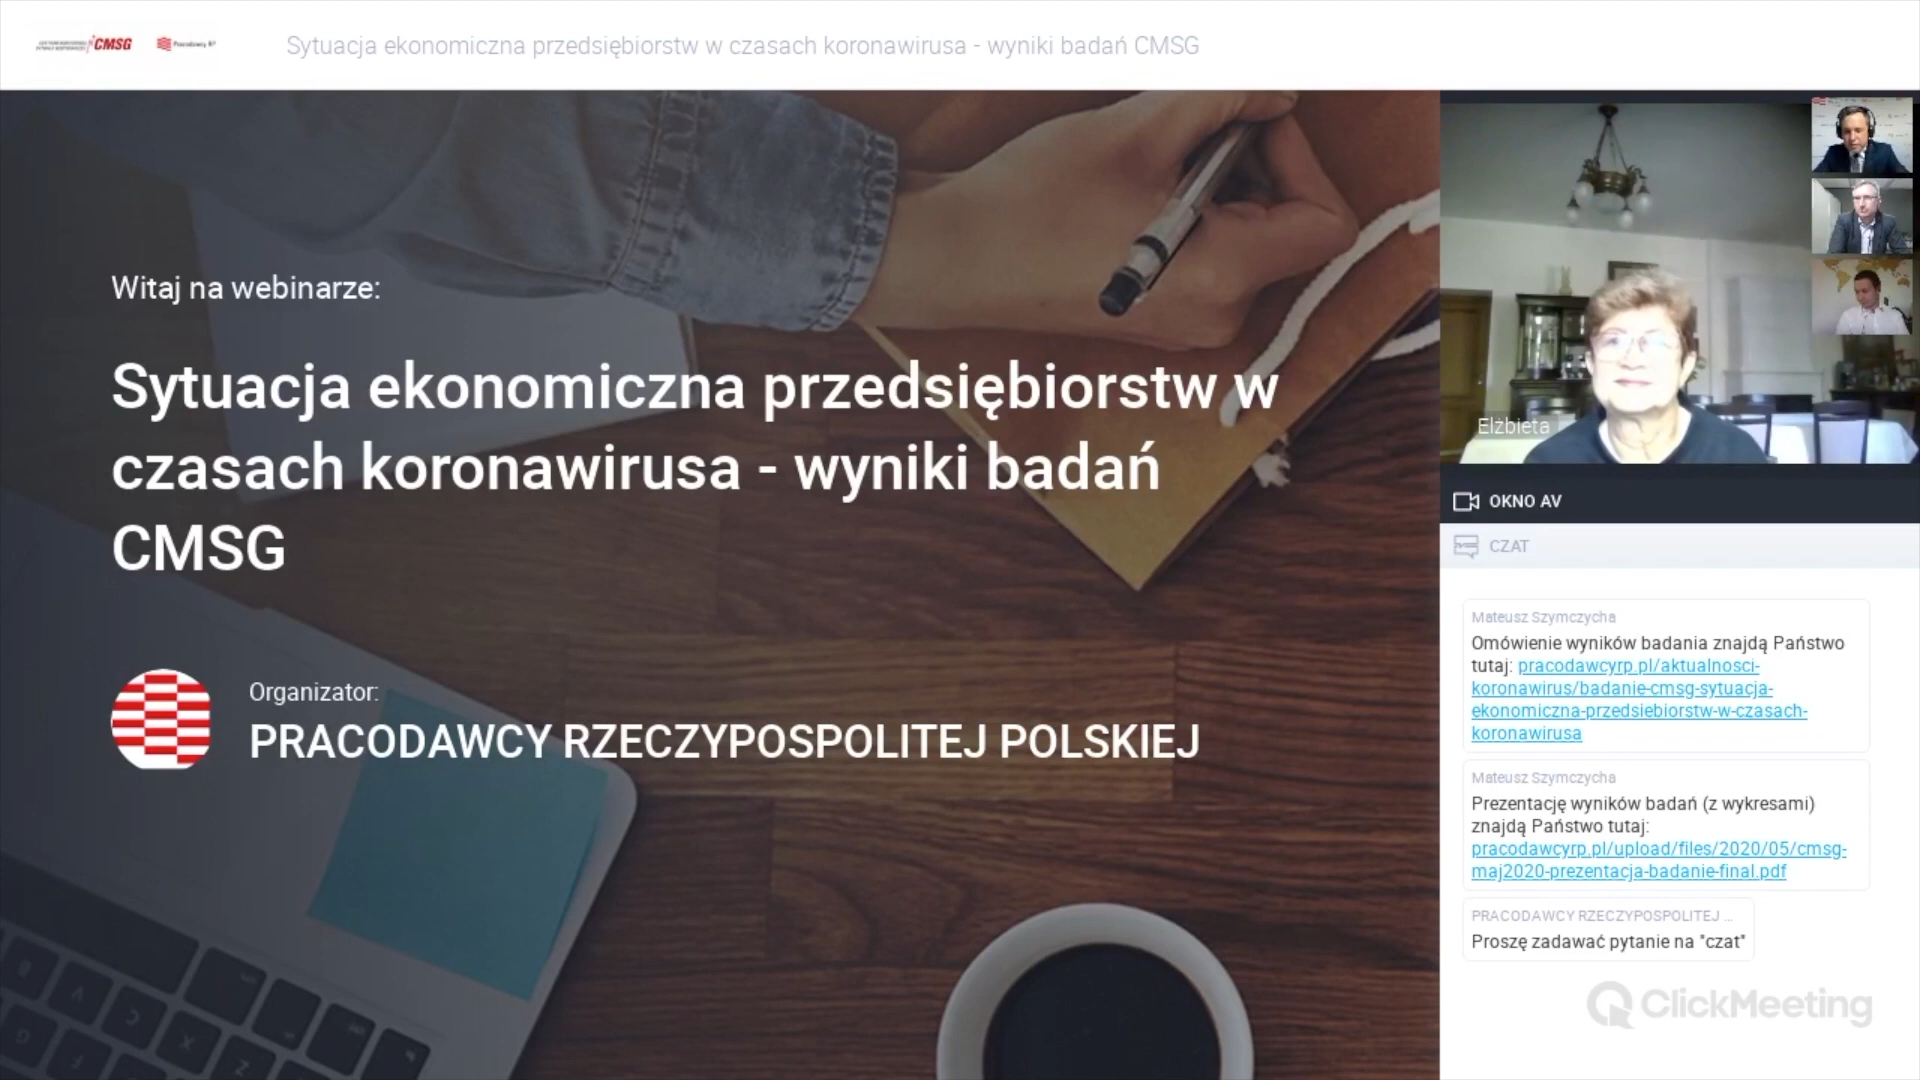 CMSG
Pracodawcy RP
Sytuacja ekonomiczna przedsiębiorstw w czasach koronawirusa - wyniki badań CMSG
Witaj na webinarze:
Sytuacja ekonomiczna przedsiębiorstw w
czasach koronawirusa - wyniki badań
CMSG
Organizator:
PRACODAWCY RZECZYPOSPOLITEJ POLSKIEJ
Elżbieta
OKNO AV
CZAT
Mateusz Szymczycha
Omówienie wyników badania znajdą Państwo
tutaj: pracodawcyrp.pl/aktualnosci-
koronawirus/badanie-cmsg-sytuacja-
ekonomiczna-przedsiebiorstw-w-czasach-
koronawirusa
Mateusz Szymczycha
Prezentację wyników badań (z wykresami)
znajdą Państwo tutaj:
pracodawcyrp.pl/upload/files/2020/05/cmsg-
maj2020-prezentacja-badanie-final.pdf
PRACODAWCY RZECZYPOSPOLITEJ ...
Proszę zadawać pytanie na "czat"
ClickMeeting